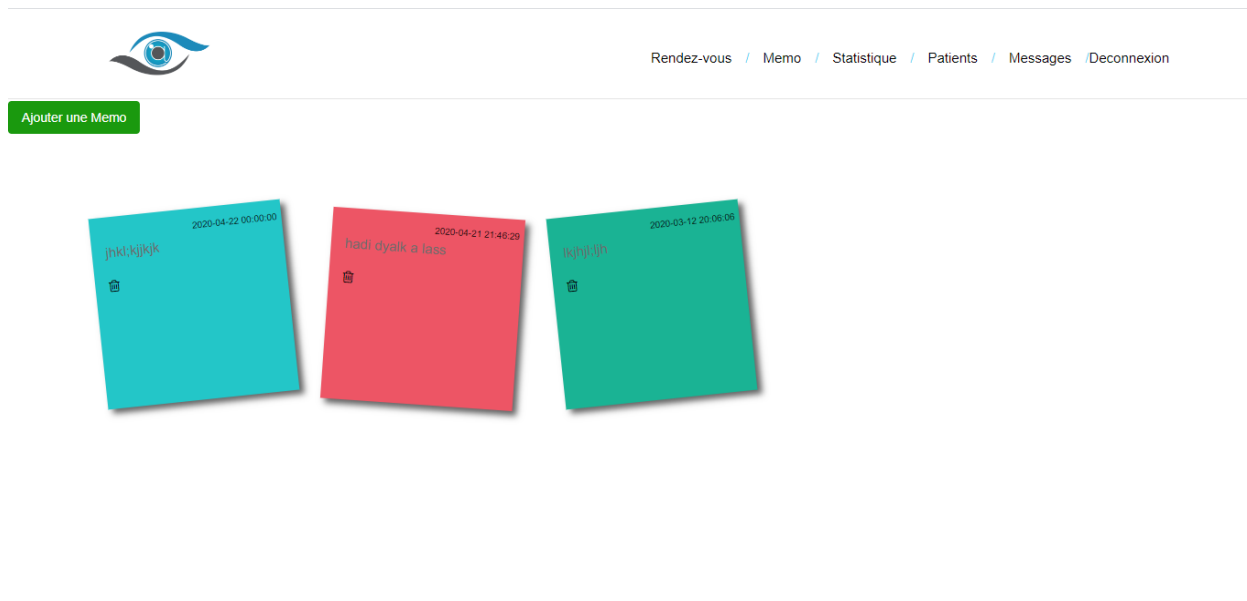 Rendez-vous / Memo / Statistique / Patients / Messages /Deconnexion
Ajouter une Memo
2020-04-22 00:00:00
jhkl;kjjkjk
2020-04-21 21:46:29
hadi dyalk a lass
2020-03-12 20:06:06
lkjhjl;ljh